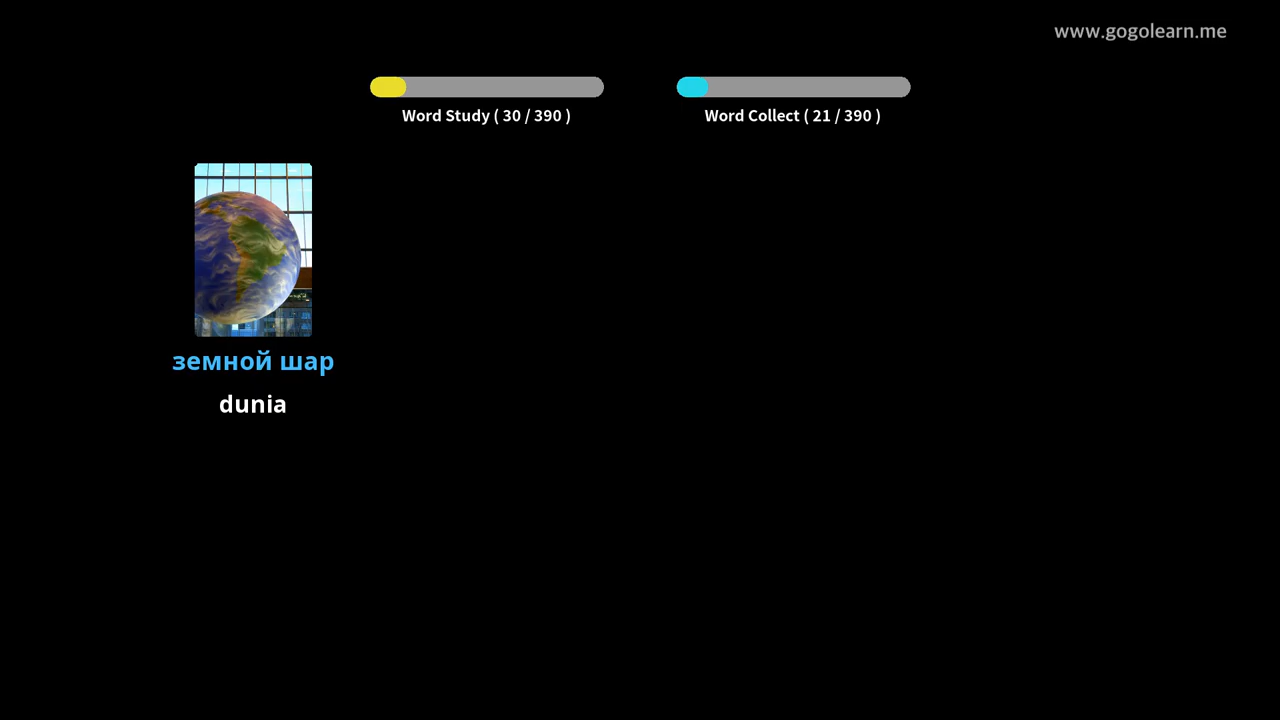 www.gogolearn.me
Word Study ( 30 / 390 )
Word Collect ( 21 / 390 )
земной шар
dunia